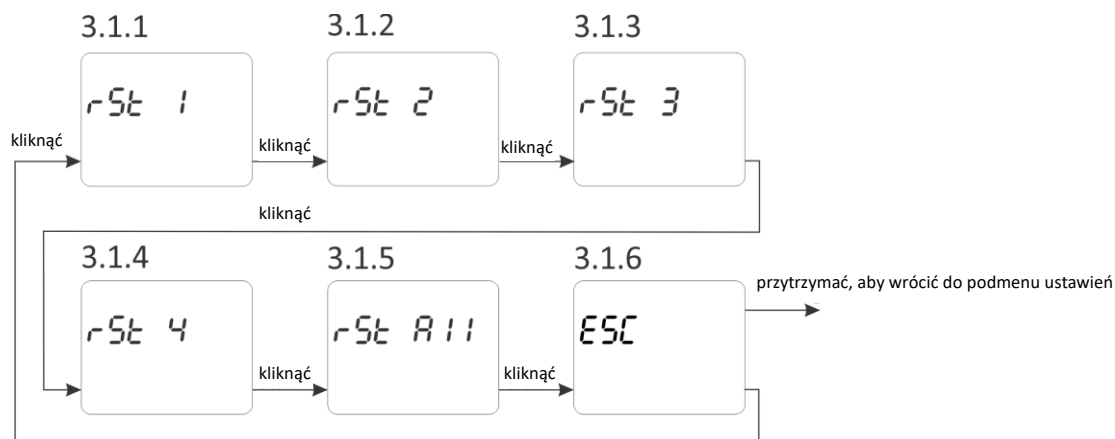 3.1.1 3.1.2 3.1.3
rSt 1 rSt 2 rSt 3
kliknąć kliknąć kliknąć
kliknąć
3.1.4 3.1.5 3.1.6
przytrzymać, aby wrócić do podmenu ustawień
rSt 4 rSt All ESC
kliknąć kliknąć